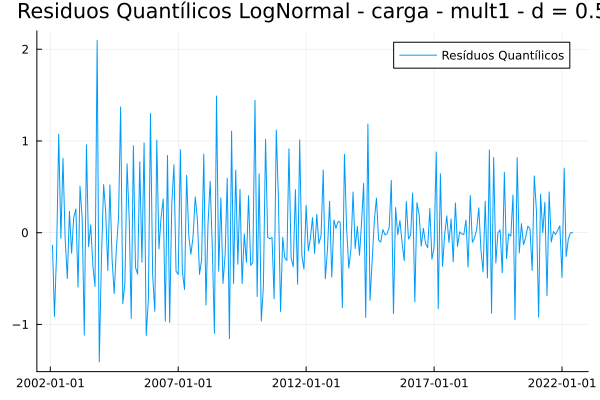 Residuos Quantílicos LogNormal - carga - mult1 - d = 0.5
Resíduos Quantílicos
2
1
0
−1
2002-01-01 2007-01-01 2012-01-01 2017-01-01 2022-01-01